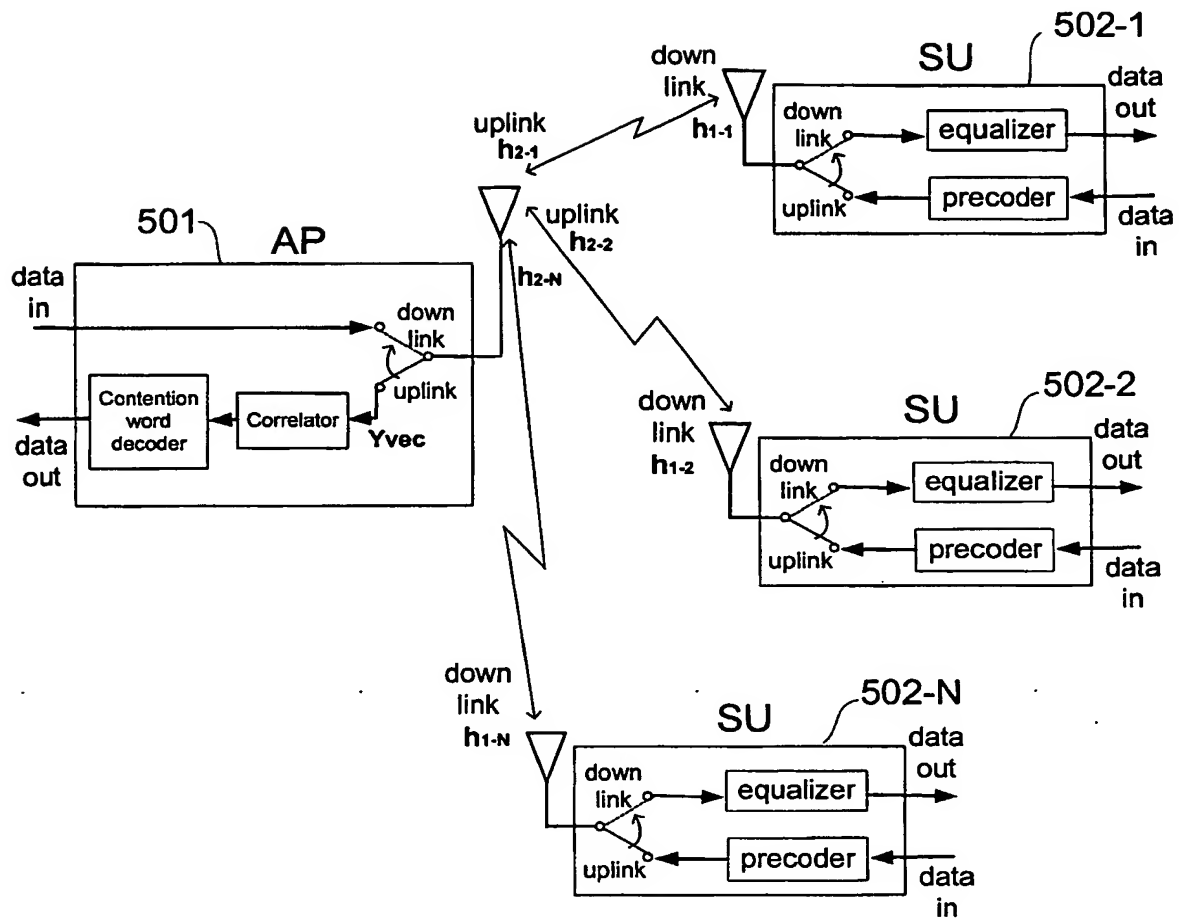 502-1
SU
down
link
h1-1
data
out
down
link
equalizer
uplink
precoder
data
in
uplink
h2-1
uplink
h2-2
h2-N
501
AP
data
in
down
link
uplink
Contention
word
decoder
Correlator
Yvec
data
out
502-2
SU
down
link
h1-2
data
out
down
link
equalizer
uplink
precoder
data
in
502-N
SU
down
link
h1-N
data
out
down
link
equalizer
uplink
precoder
data
in